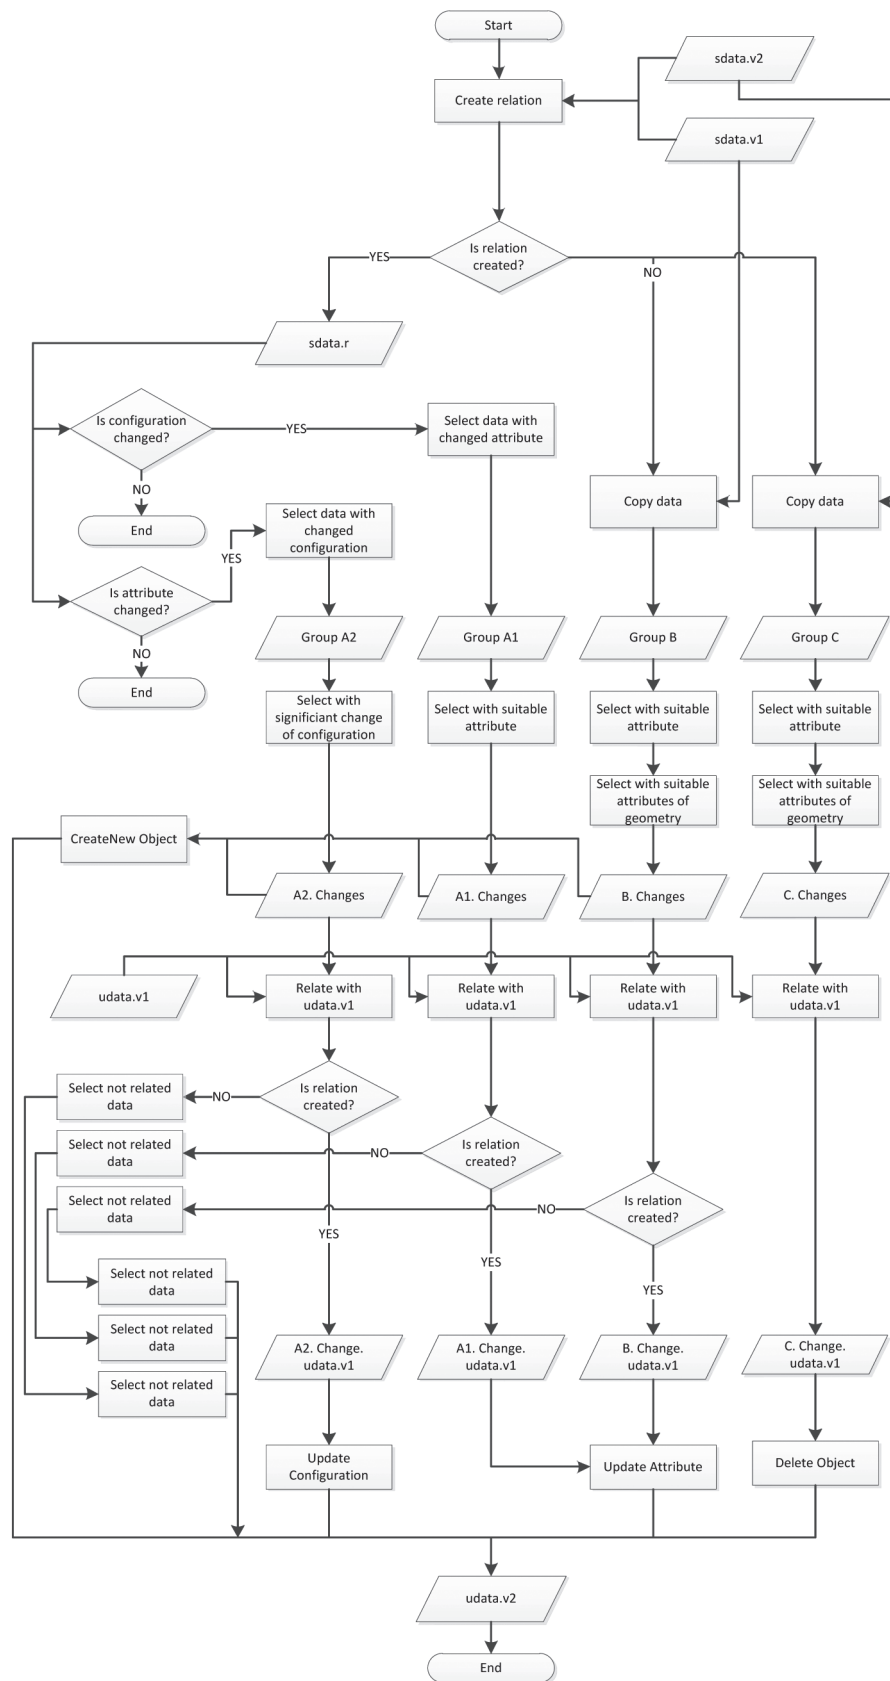 Start
sdata.v2
Create relation
sdata.v1
Is relation
created?
YES
NO
sdata.r
Is configuration
changed?
YES
Select data with
changed attribute
NO
End
Select data with
changed
configuration
Copy data
Copy data
YES
Is attribute
changed?
NO
End
Group A2
Group A1
Group B
Group C
Select with
significiant change
of configuration
Select with suitable
attribute
Select with suitable
attribute
Select with suitable
attribute
Select with suitable
attributes of
geometry
Select with suitable
attributes of
geometry
CreateNew Object
A2. Changes
A1. Changes
B. Changes
C. Changes
udata.v1
Relate with
udata.v1
Relate with
udata.v1
Relate with
udata.v1
Relate with
udata.v1
Select not related
data
NO
Is relation
created?
Select not related
data
NO
Is relation
created?
Select not related
data
NO
Is relation
created?
YES
YES
YES
Select not related
data
Select not related
data
Select not related
data
A2. Change.
udata.v1
A1. Change.
udata.v1
B. Change.
udata.v1
C. Change.
udata.v1
Update
Configuration
Update Attribute
Delete Object
udata.v2
End